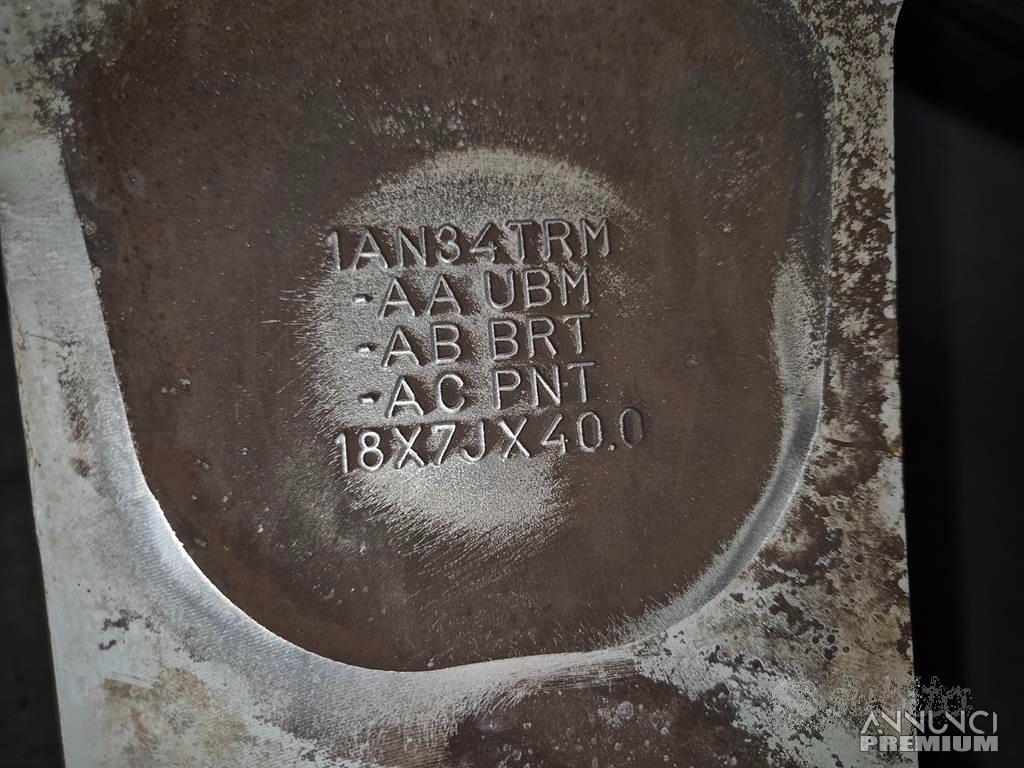 1AN34TRM
-AA UBM
-AB BRT
-AC PNT
18X7JX40.0
ANNUNCI
PREMIUM